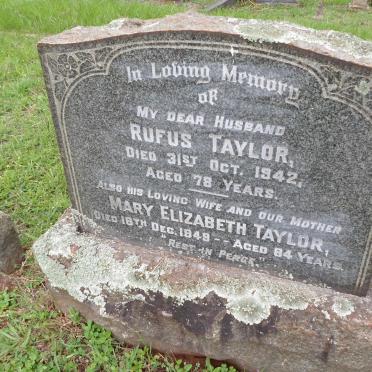 In Loving Memory
of
MY DEAR HUSBAND
RUFUS TAYLOR,
DIED 31ST OCT. 1942,
AGED 78 YEARS.
ALSO HIS LOVING WIFE AND OUR MOTHER
MARY ELIZABETH TAYLOR,
DIED 18TH DEC. 1949 -- AGED 84 YEARS.
"REST IN PEACE"